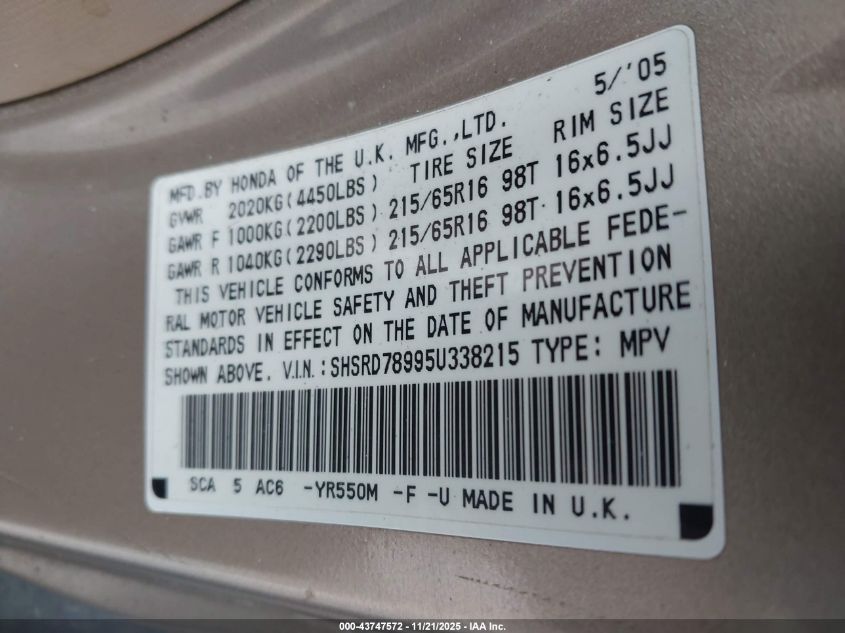 5/'05
MFD.BY HONDA OF THE U.K. MFG.,LTD.
GVWR 2020KG(4450LBS) TIRE SIZE RIM SIZE
GAWR F 1000KG(2200LBS) 215/65R16 98T 16x6.5JJ
GAWR R 1040KG(2290LBS) 215/65R16 98T 16x6.5JJ
THIS VEHICLE CONFORMS TO ALL APPLICABLE FEDE-
RAL MOTOR VEHICLE SAFETY AND THEFT PREVENTION
STANDARDS IN EFFECT ON THE DATE OF MANUFACTURE
SHOWN ABOVE. V.I.N.:SHSRD78995U338215 TYPE: MPV
SCA 5 AC6 -YR550M -F -U MADE IN U.K.
000-43747572 - 11/21/2025 - IAA Inc.